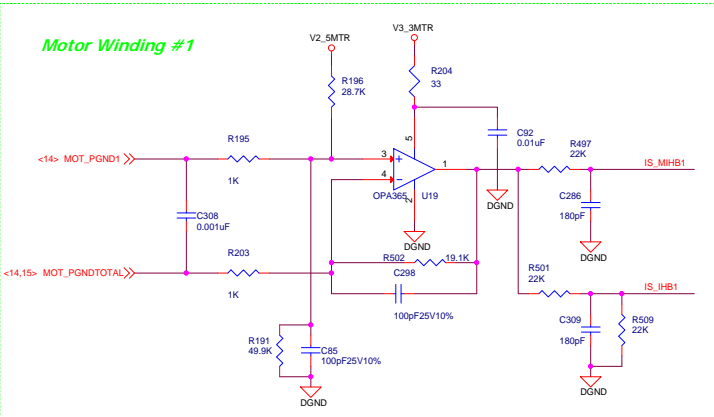 Motor Winding #1
V2_5MTR
V3_3MTR
R196
28.7K
R204
33
R195
1K
<14> MOT_PGND1
C308
0.001uF
3
4
5
1
2
OPA365
U19
C92
0.01uF
DGND
R497
22K
IS_MIHB1
C286
180pF
DGND
DGND
R203
1K
<14,15> MOT_PGNDTOTAL
R502
19.1K
C298
100pF25V10%
R501
22K
IS_IHB1
C309
180pF
R509
22K
DGND
R191
49.9K
C85
100pF25V10%
DGND